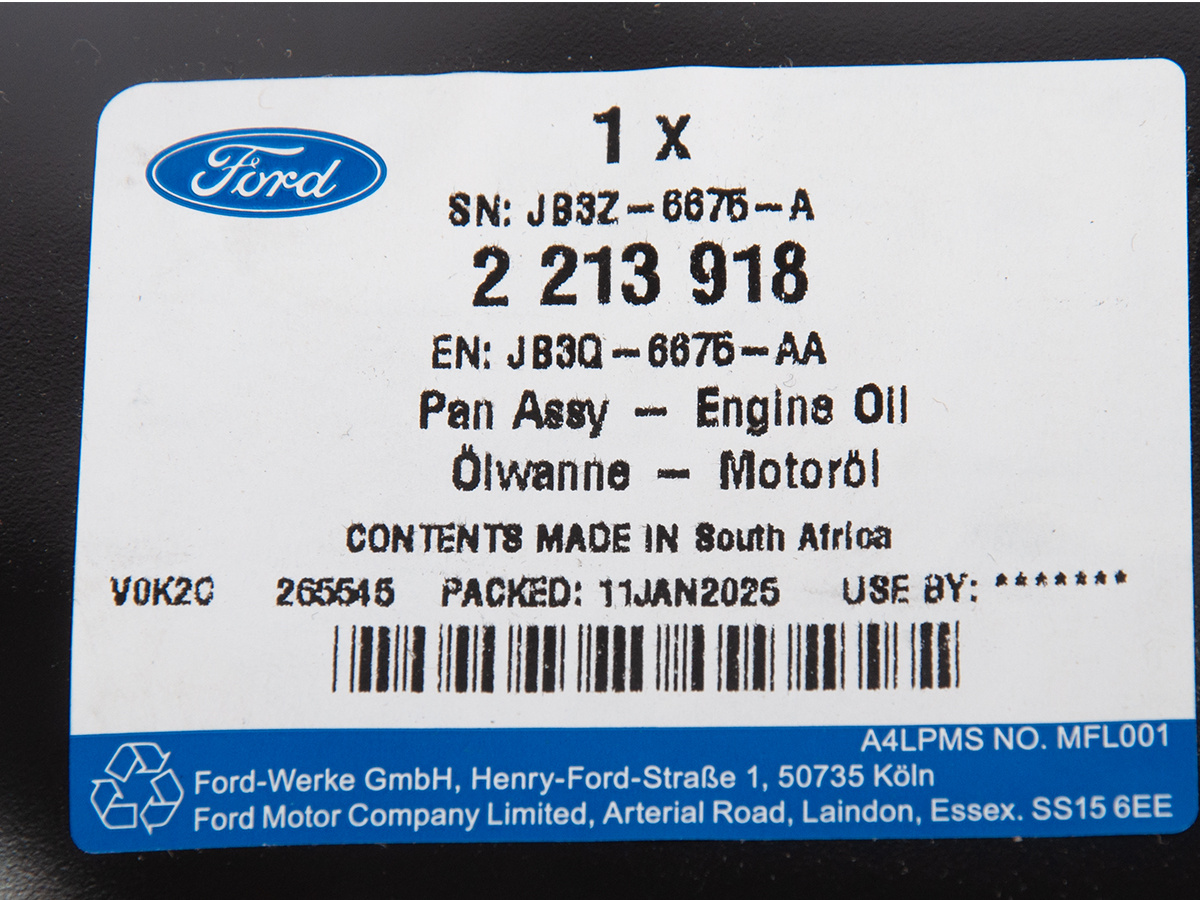 Ford
1 x
SN: JB3Z-6675-A
2 213 918
EN: JB3Q-6675-AA
Pan Assy - Engine Oil
Ölwanne - Motoröl
CONTENTS MADE IN South Africa
V0K2C 265545 PACKED: 11JAN2025 USE BY: *******
A4LPMS NO. MFL001
Ford-Werke GmbH, Henry-Ford-Straße 1, 50735 Köln
Ford Motor Company Limited, Arterial Road, Laindon, Essex. SS15 6EE